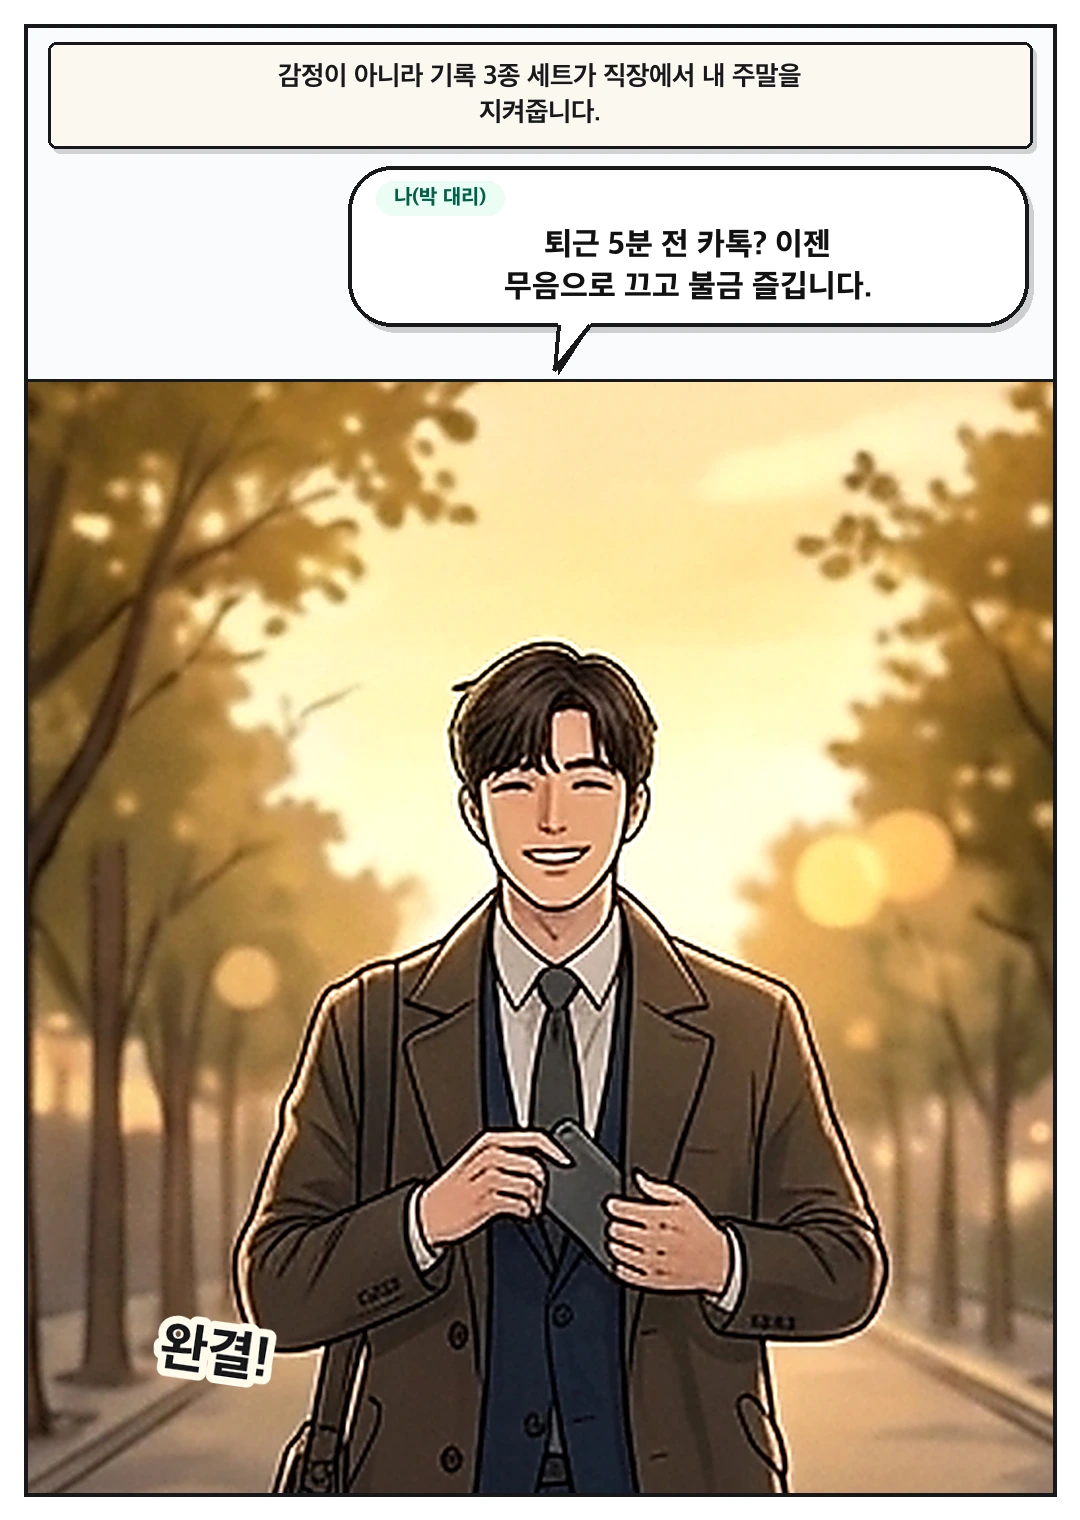 감정이 아니라 기록 3종 세트가 직장에서 내 주말을
지켜줍니다.
나(박 대리)
퇴근 5분 전 카톡? 이젠
무음으로 끄고 불금 즐깁니다.
완결!